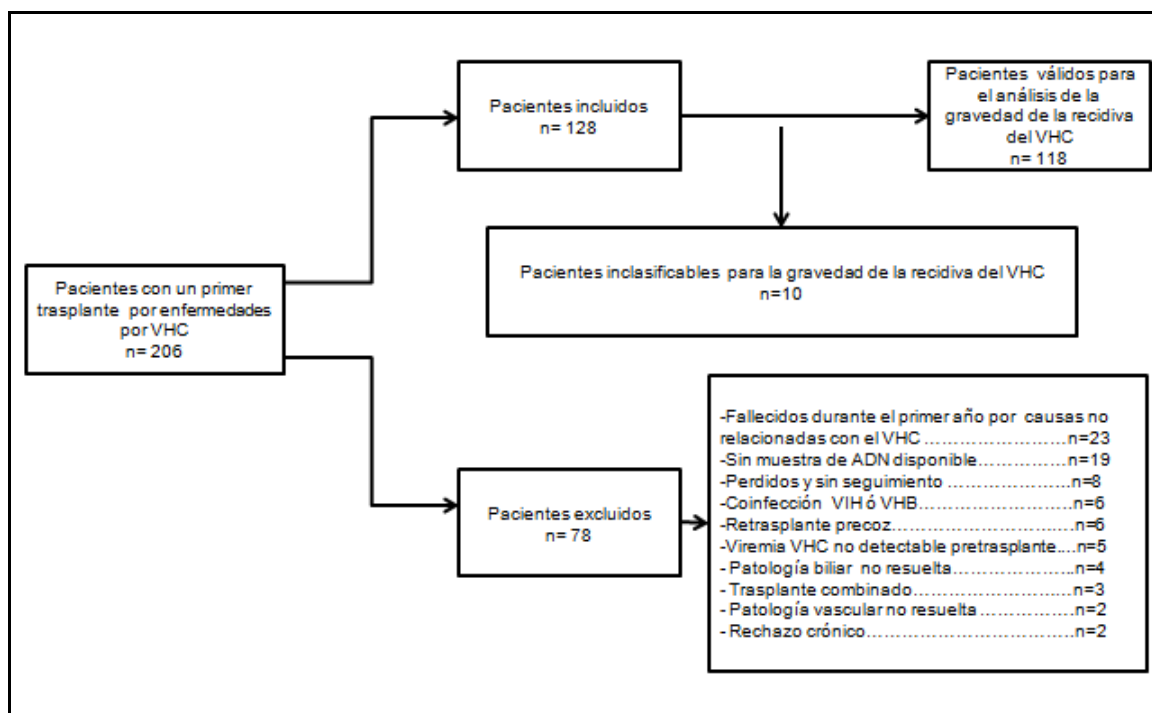 Pacientes incluidos
n= 128
Pacientes válidos para
el análisis de la
gravedad de la recidiva
del VHC
n= 118
Pacientes inclasificables para la gravedad de la recidiva del VHC
n=10
Pacientes con un primer
trasplante por enfermedades
por VHC
n= 206
Pacientes excluidos
n= 78
-Fallecidos durante el primer año por causas no
relacionadas con el VHC ……………………n=23
-Sin muestra de ADN disponible………………n=19
-Perdidos y sin seguimiento …………………..n=8
-Coinfección VIH ó VHB………………………..n=6
-Retrasplante precoz……………………………n=6
-Viremia VHC no detectable pretrasplante....n=5
- Patología biliar no resuelta…………………...n=4
- Trasplante combinado…………………………n=3
- Patología vascular no resuelta ……………….n=2
- Rechazo crónico………………………………..n=2